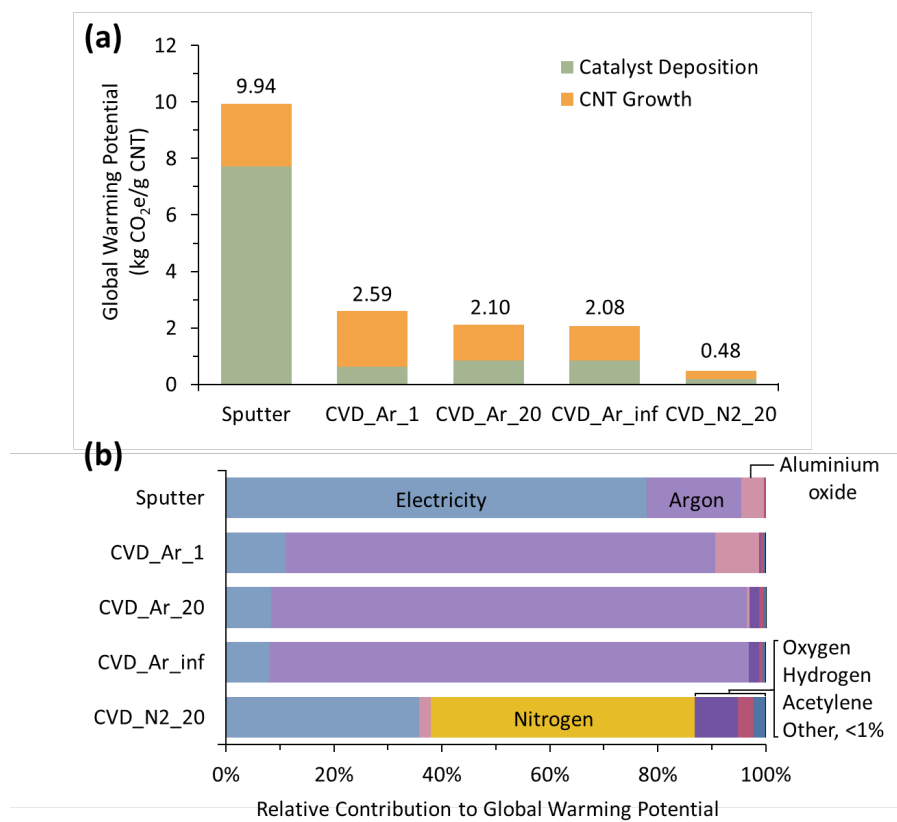 (a)
Global Warming Potential
(kg CO₂e/g CNT)
12
10
8
6
4
2
0
Catalyst Deposition
CNT Growth
9.94
2.59
2.10
2.08
0.48
Sputter
CVD_Ar_1
CVD_Ar_20
CVD_Ar_inf
CVD_N2_20
(b)
Aluminium
oxide
Sputter
Electricity
Argon
CVD_Ar_1
CVD_Ar_20
CVD_Ar_inf
CVD_N2_20
Nitrogen
Oxygen
Hydrogen
Acetylene
Other, <1%
0%
20%
40%
60%
80%
100%
Relative Contribution to Global Warming Potential